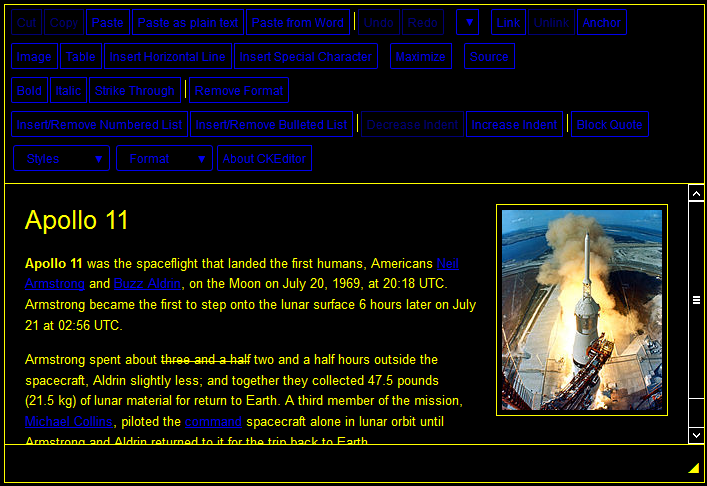 Cut Copy Paste Paste as plain text Paste from Word Undo Redo Link Unlink Anchor
Image Table Insert Horizontal Line Insert Special Character Maximize Source
Bold Italic Strike Through Remove Format
Insert/Remove Numbered List Insert/Remove Bulleted List Decrease Indent Increase Indent Block Quote
Styles Format About CKEditor
Apollo 11
Apollo 11 was the spaceflight that landed the first humans, Americans Neil
Armstrong and Buzz Aldrin, on the Moon on July 20, 1969, at 20:18 UTC.
Armstrong became the first to step onto the lunar surface 6 hours later on July
21 at 02:56 UTC.
Armstrong spent about three and a half two and a half hours outside the
spacecraft, Aldrin slightly less; and together they collected 47.5 pounds
(21.5 kg) of lunar material for return to Earth. A third member of the mission,
Michael Collins, piloted the command spacecraft alone in lunar orbit until
Armstrong and Aldrin returned to it for the trip back to Earth.